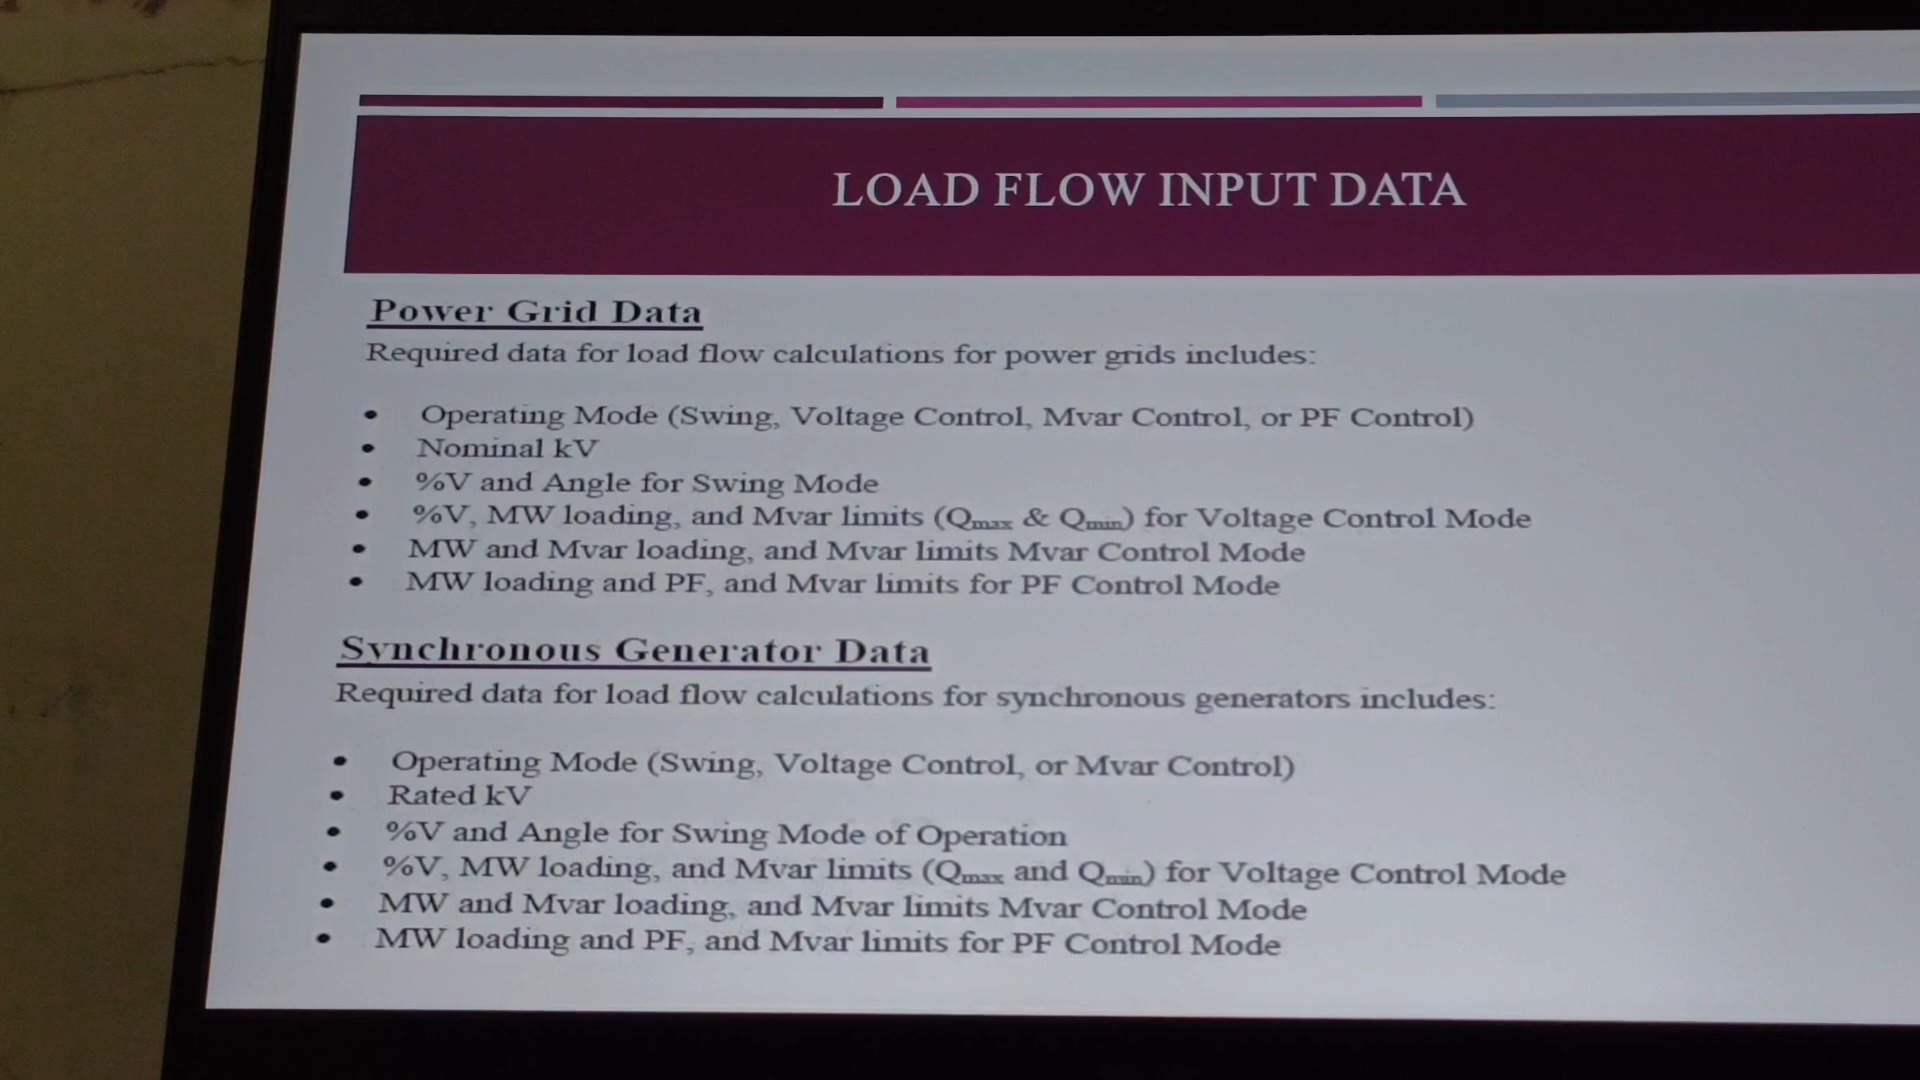 LOAD FLOW INPUT DATA
Power Grid Data
Required data for load flow calculations for power grids includes:
• Operating Mode (Swing, Voltage Control, Mvar Control, or PF Control)
• Nominal kV
• %V and Angle for Swing Mode
• %V, MW loading, and Mvar limits (Qmax & Qmin) for Voltage Control Mode
• MW and Mvar loading, and Mvar limits Mvar Control Mode
• MW loading and PF, and Mvar limits for PF Control Mode
Synchronous Generator Data
Required data for load flow calculations for synchronous generators includes:
• Operating Mode (Swing, Voltage Control, or Mvar Control)
• Rated kV
• %V and Angle for Swing Mode of Operation
• %V, MW loading, and Mvar limits (Qmax and Qmin) for Voltage Control Mode
• MW and Mvar loading, and Mvar limits Mvar Control Mode
• MW loading and PF, and Mvar limits for PF Control Mode